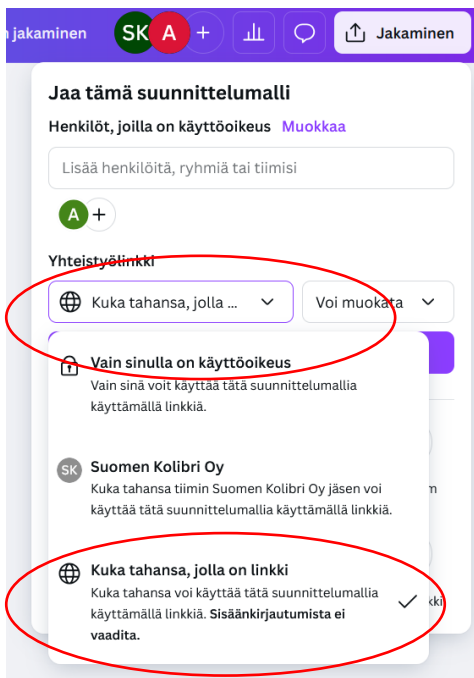 jakaminen SK A + Jakaminen
Jaa tämä suunnittelumalli
Henkilöt, joilla on käyttöoikeus Muokkaa
Lisää henkilöitä, ryhmiä tai tiimisi
A +
Yhteistyölinkki
Kuka tahansa, jolla ... Voi muokata
Vain sinulla on käyttöoikeus
Vain sinä voit käyttää tätä suunnittelumallia
käyttämällä linkkiä.
SK Suomen Kolibri Oy
Kuka tahansa tiimin Suomen Kolibri Oy jäsen voi
käyttää tätä suunnittelumallia käyttämällä linkkiä.
Kuka tahansa, jolla on linkki
Kuka tahansa voi käyttää tätä suunnittelumallia
käyttämällä linkkiä. Sisäänkirjautumista ei
vaadita.